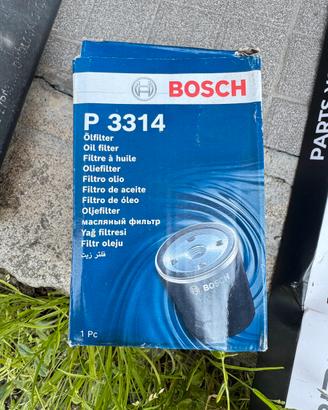 BOSCH
P 3314
Ölfilter
Oil filter
Filtre à huile
Oliefilter
Filtro olio
Filtro de aceite
Filtro de óleo
Oljefilter
масляный фильтр
Yağ filtresi
Filtr oleju
فلتر زيت
BOSCH
1 Pc
PARTS